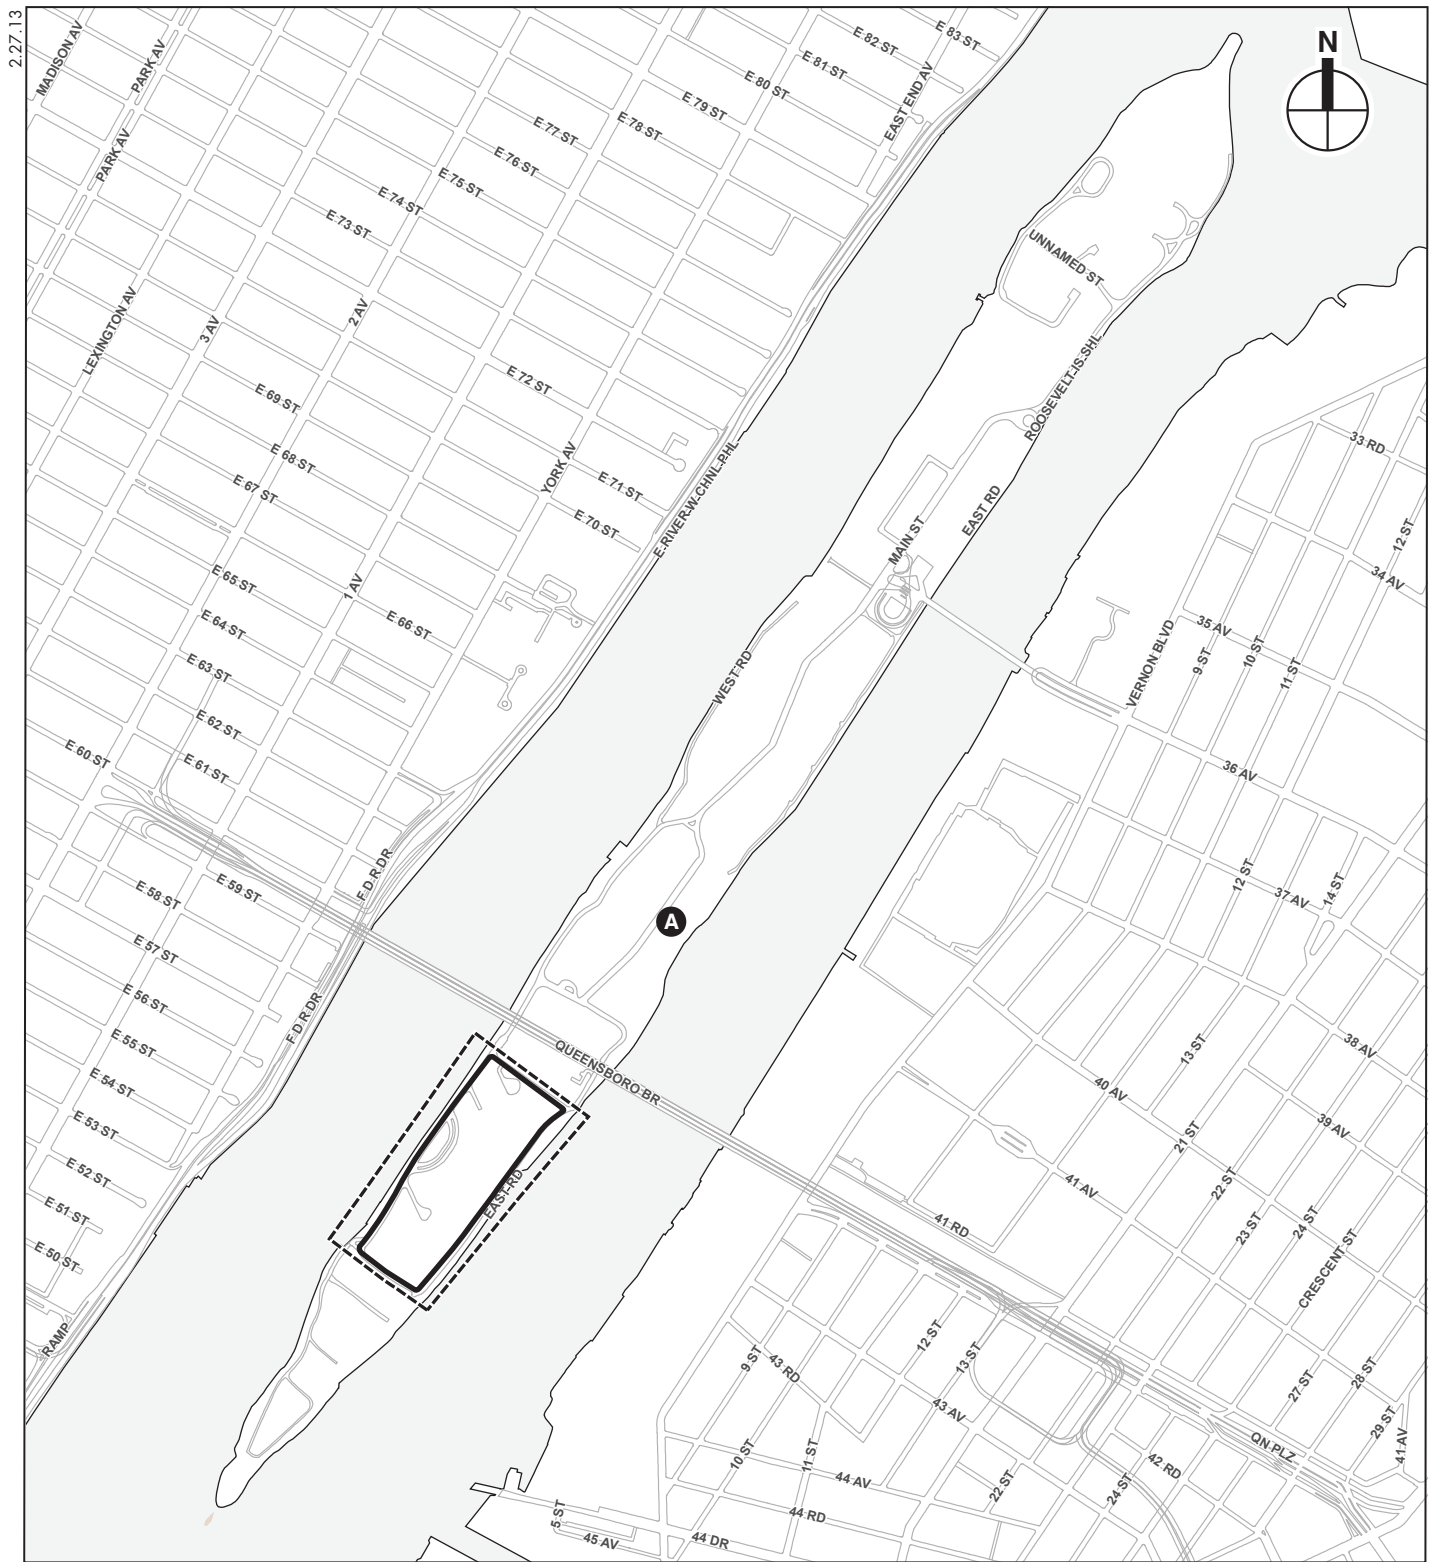 2.27.13
MADISON AV
PARK AV
PARK AV
E 83 ST
E 82 ST
E 81 ST
E 80 ST
E 79 ST
E 78 ST
E 77 ST
E 76 ST
E 75 ST
E 74 ST
E 73 ST
EAST END AV
N
UNNAMED ST
LEXINGTON AV
3 AV
2 AV
E 72 ST
E 69 ST
E 68 ST
E 67 ST
YORK AV
E 71 ST
E 70 ST
E RIVER W CHNL PHL
ROOSEVELT IS SHL
33 RD
12 ST
34 AV
EAST RD
MAIN ST
E 65 ST
E 64 ST
E 63 ST
E 62 ST
E 61 ST
E 60 ST
1 AV
E 66 ST
WEST RD
VERNON BLVD
35 AV
9 ST
10 ST
11 ST
36 AV
12 ST
37 AV
14 ST
E 59 ST
E 58 ST
E 57 ST
E 56 ST
E 55 ST
E 54 ST
E 53 ST
E 52 ST
E 51 ST
E 50 ST
F D R DR
F D R DR
A
QUEENSBORO BR
EAST RD
38 AV
13 ST
40 AV
39 AV
21 ST
41 AV
22 ST
23 ST
24 ST
CRESCENT ST
41 RD
RAMP
12 ST
13 ST
9 ST
43 RD
43 AV
27 ST
28 ST
29 ST
41 AV
QN PLZ
42 RD
10 ST
11 ST
44 AV
22 ST
24 ST
44 RD
5 ST
45 AV
44 DR